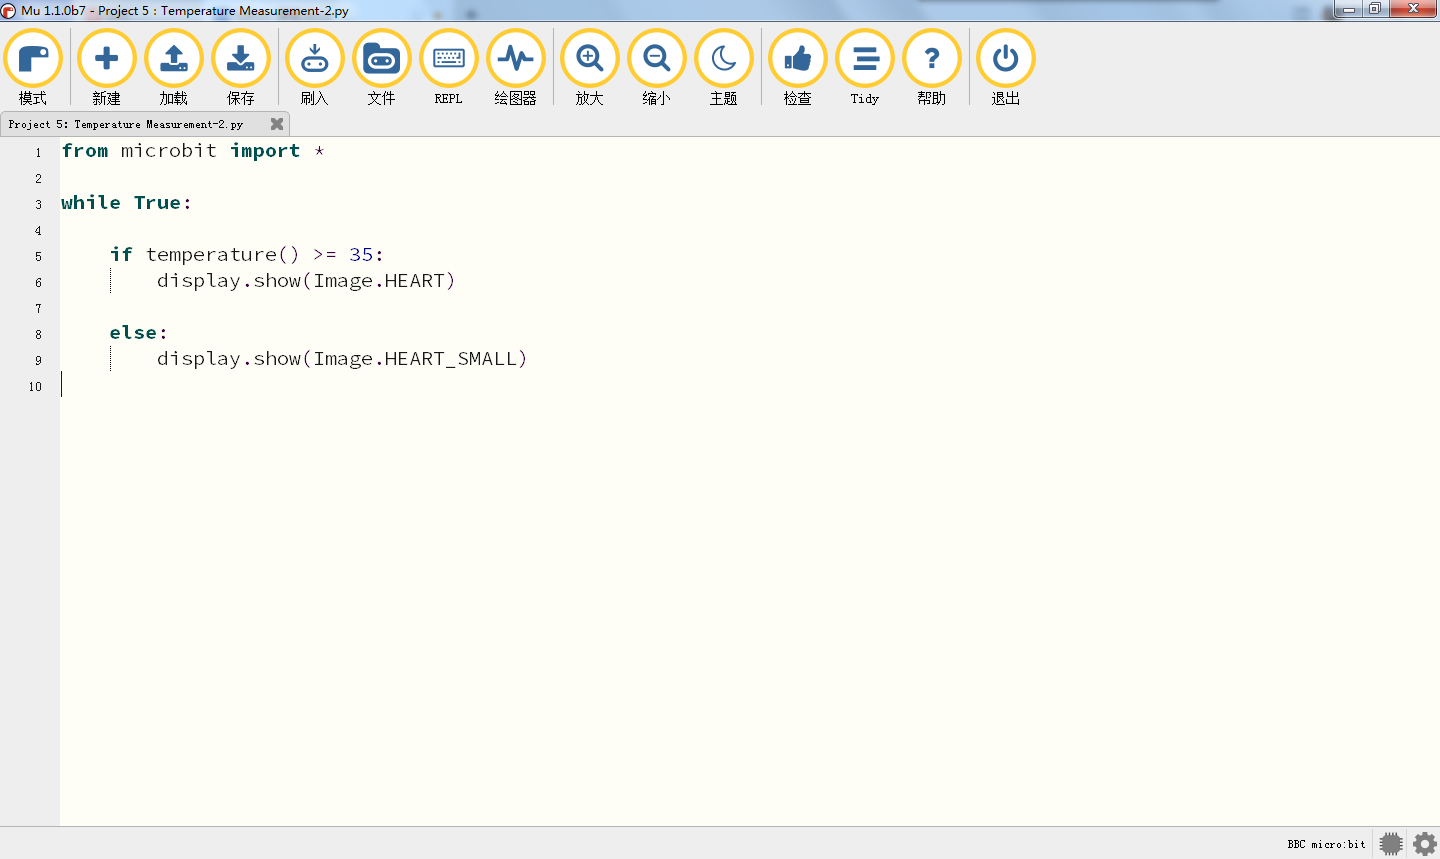 Mu 1.1.0b7 - Project 5 : Temperature Measurement-2.py
模式 新建 加载 保存 刷入 文件 REPL 绘图器 放大 缩小 主题 检查 Tidy 帮助 退出
Project 5: Temperature Measurement-2.py
1 from microbit import *
2
3 while True:
4
5 if temperature() >= 35:
6 display.show(Image.HEART)
7
8 else:
9 display.show(Image.HEART_SMALL)
10
BBC micro:bit